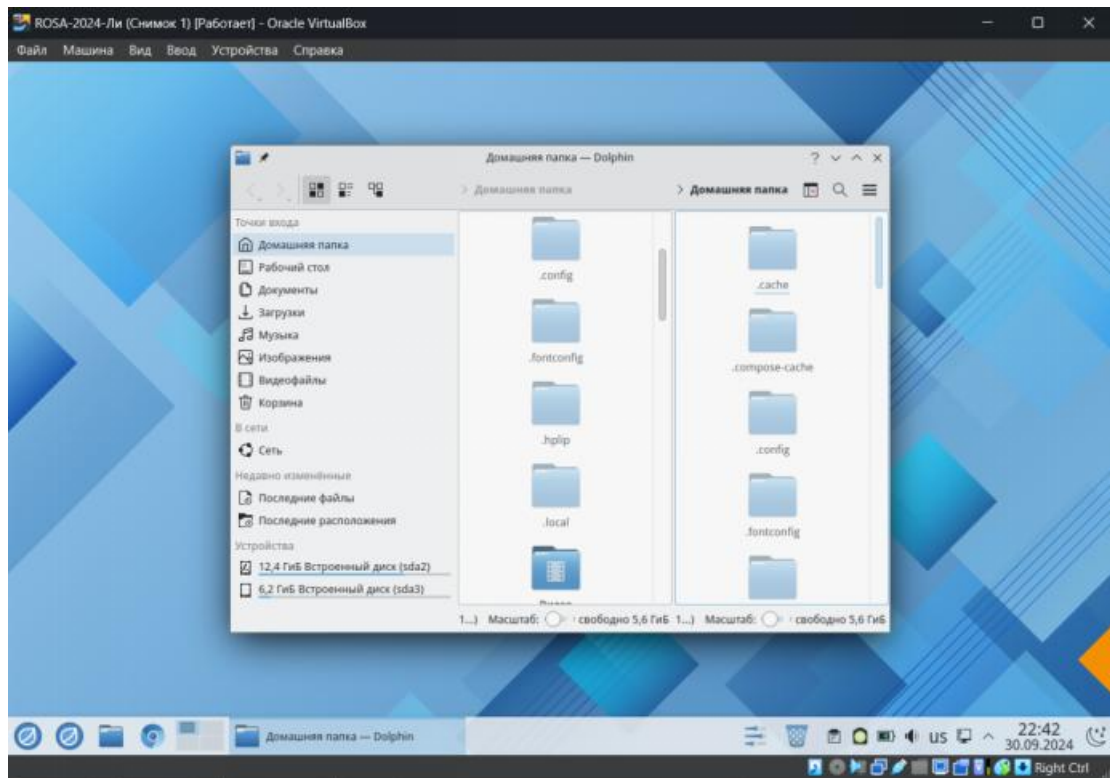 ROSA-2024-Ли (Снимок 1) [Работает] - Oracle VirtualBox
Файл Машина Вид Ввод Устройства Справка
Домашняя папка — Dolphin
Домашняя папка
Домашняя папка
Точки входа
Домашняя папка
Рабочий стол
Документы
Загрузки
Музыка
Изображения
Видеофайлы
Корзина
В сети
Сеть
Недавно изменённые
Последние файлы
Последние расположения
Устройства
12,4 ГиБ Встроенный диск (sda2)
6,2 ГиБ Встроенный диск (sda3)
.config
.fontconfig
.hplip
.local
.cache
.compose-cache
.config
.fontconfig
1...) Масштаб: свободно 5,6 ГиБ
1...) Масштаб: свободно 5,6 ГиБ
Домашняя папка — Dolphin
us
22:42
30.09.2024
Right Ctrl